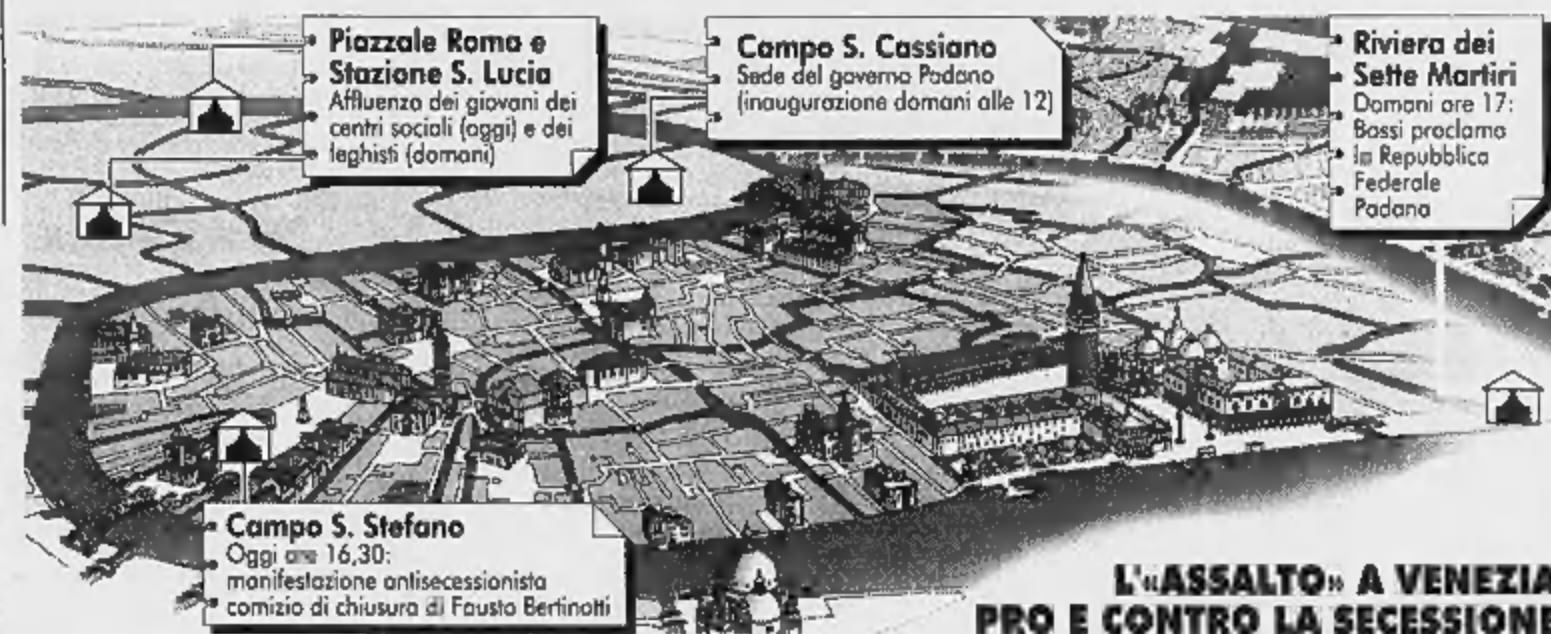 Piazzale Roma e
Stazione S. Lucia
Affluenza dei giovani dei
centri sociali (oggi) e dei
leghisti (domani)
Campo S. Cassiano
Sede del governo Padano
(inaugurazione domani alle 12)
Riviera dei
Sette Martiri
Domani ore 17:
Bossi proclama
la Repubblica
Federale
Padana
Campo S. Stefano
Oggi ore 16,30:
manifestazione antisecessionista
comizio di chiusura di Fausto Bertinotti
L'«ASSALTO» A VENEZIA
PRO E CONTRO LA SECESSIONE